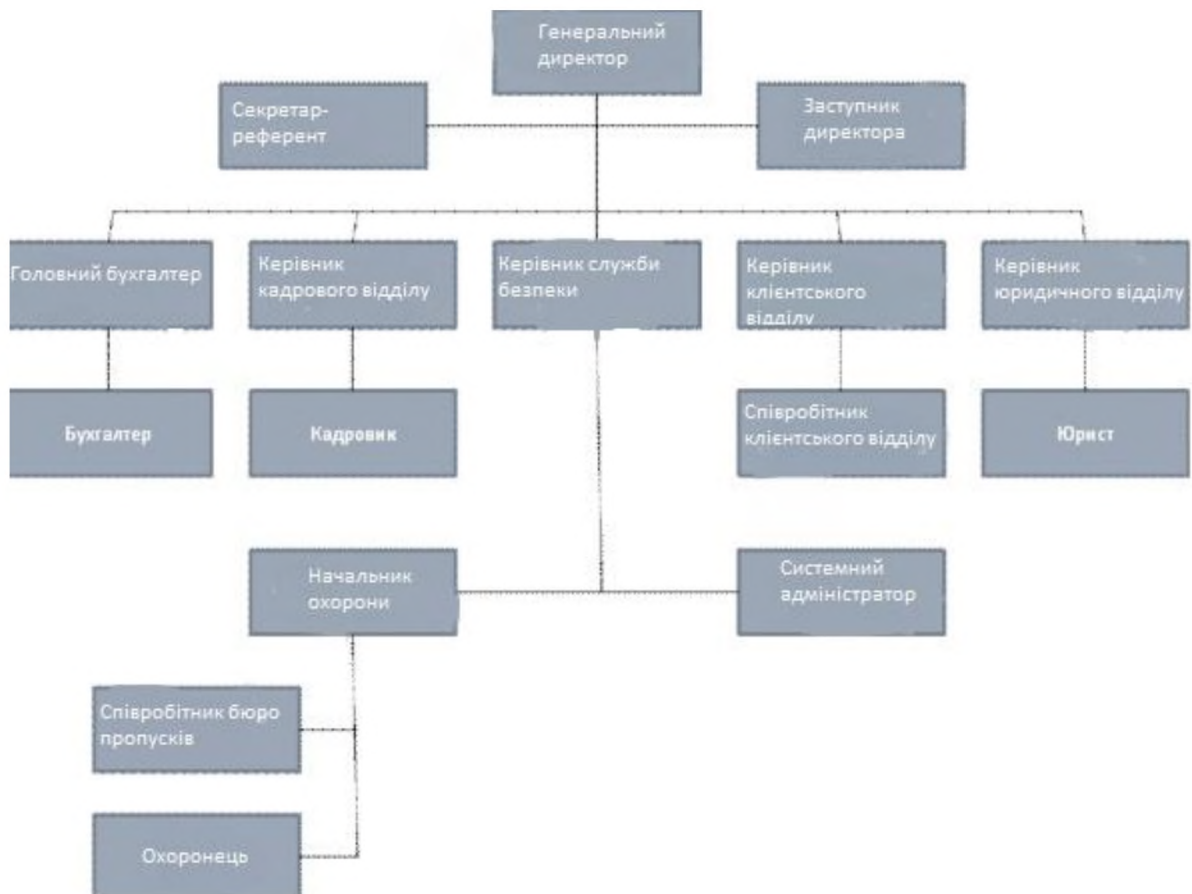 Генеральний
директор
Секретар-
референт
Заступник
директора
Головний бухгалтер
Керівник
кадрового відділу
Керівник служби
безпеки
Керівник
клієнтського
відділу
Керівник
юридичного відділу
Бухгалтер
Кадровик
Співробітник
клієнтського відділу
Юрист
Начальник
охорони
Системний
адміністратор
Співробітник бюро
пропусків
Охоронець